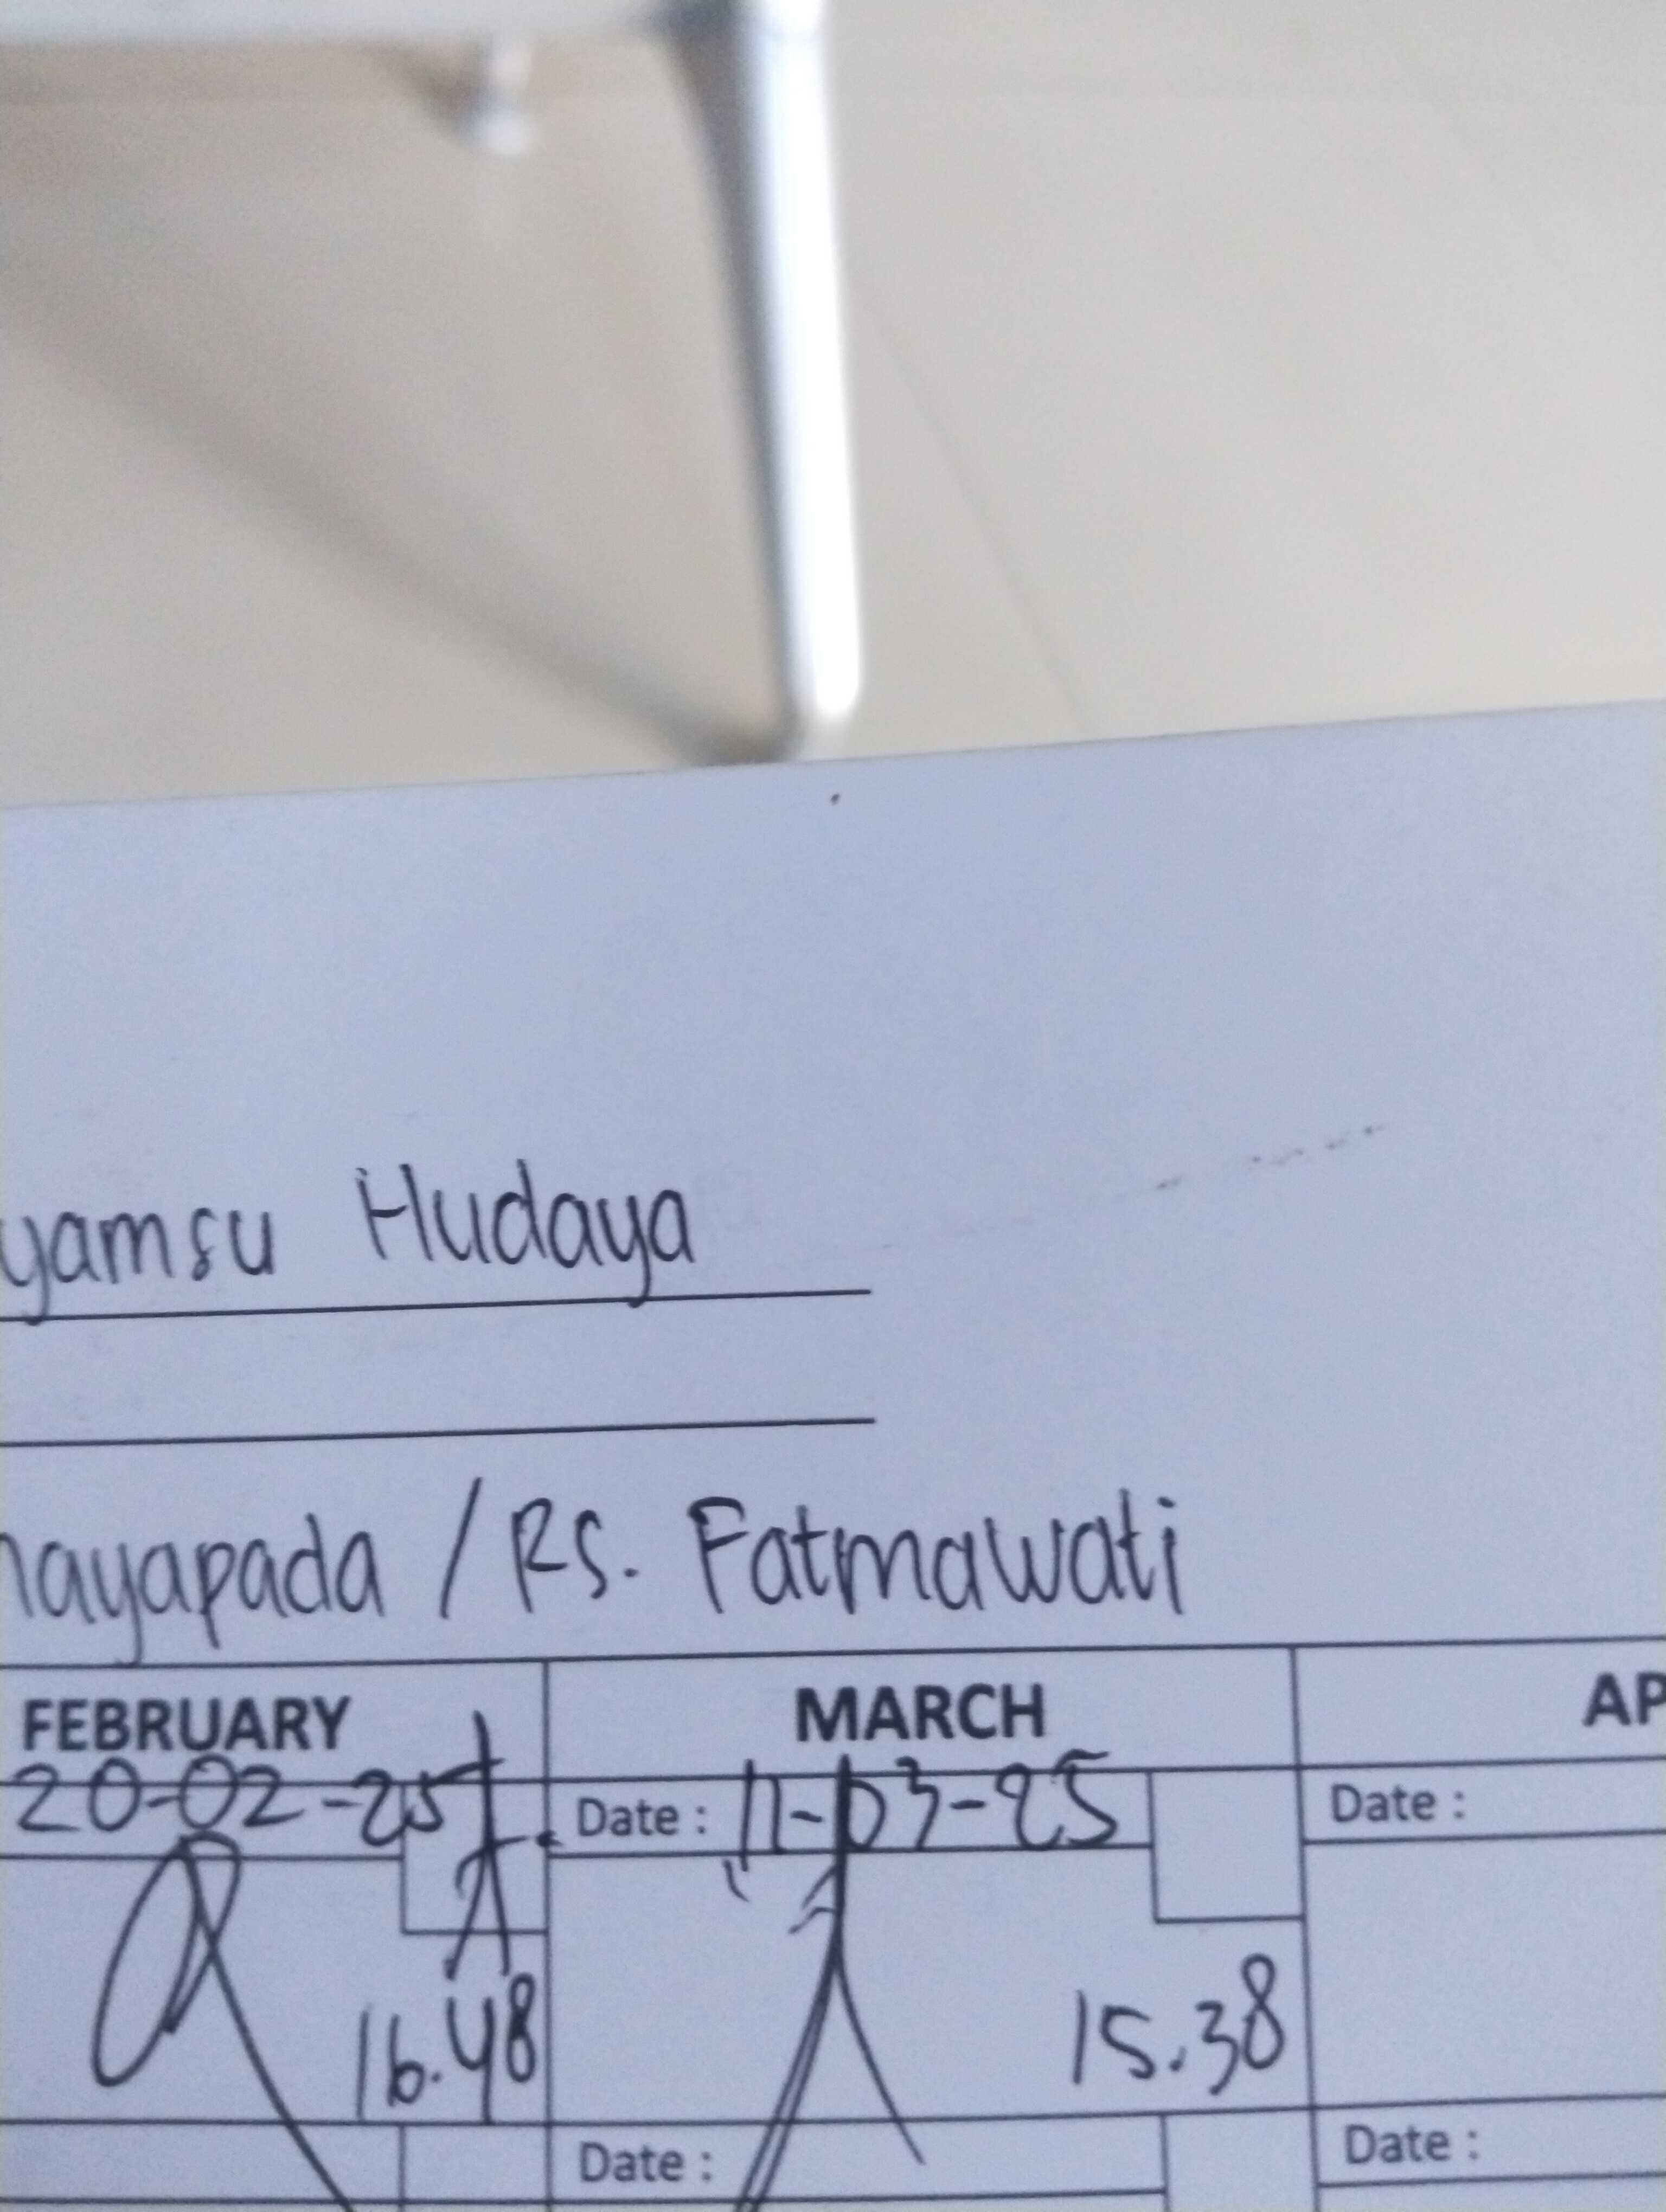 yamsu Hudaya
nayapada / RS. Fatmawati
FEBRUARY MARCH AP
20-02-25 Date : 11-03-25 Date :
16.48 15.38
Date : Date :